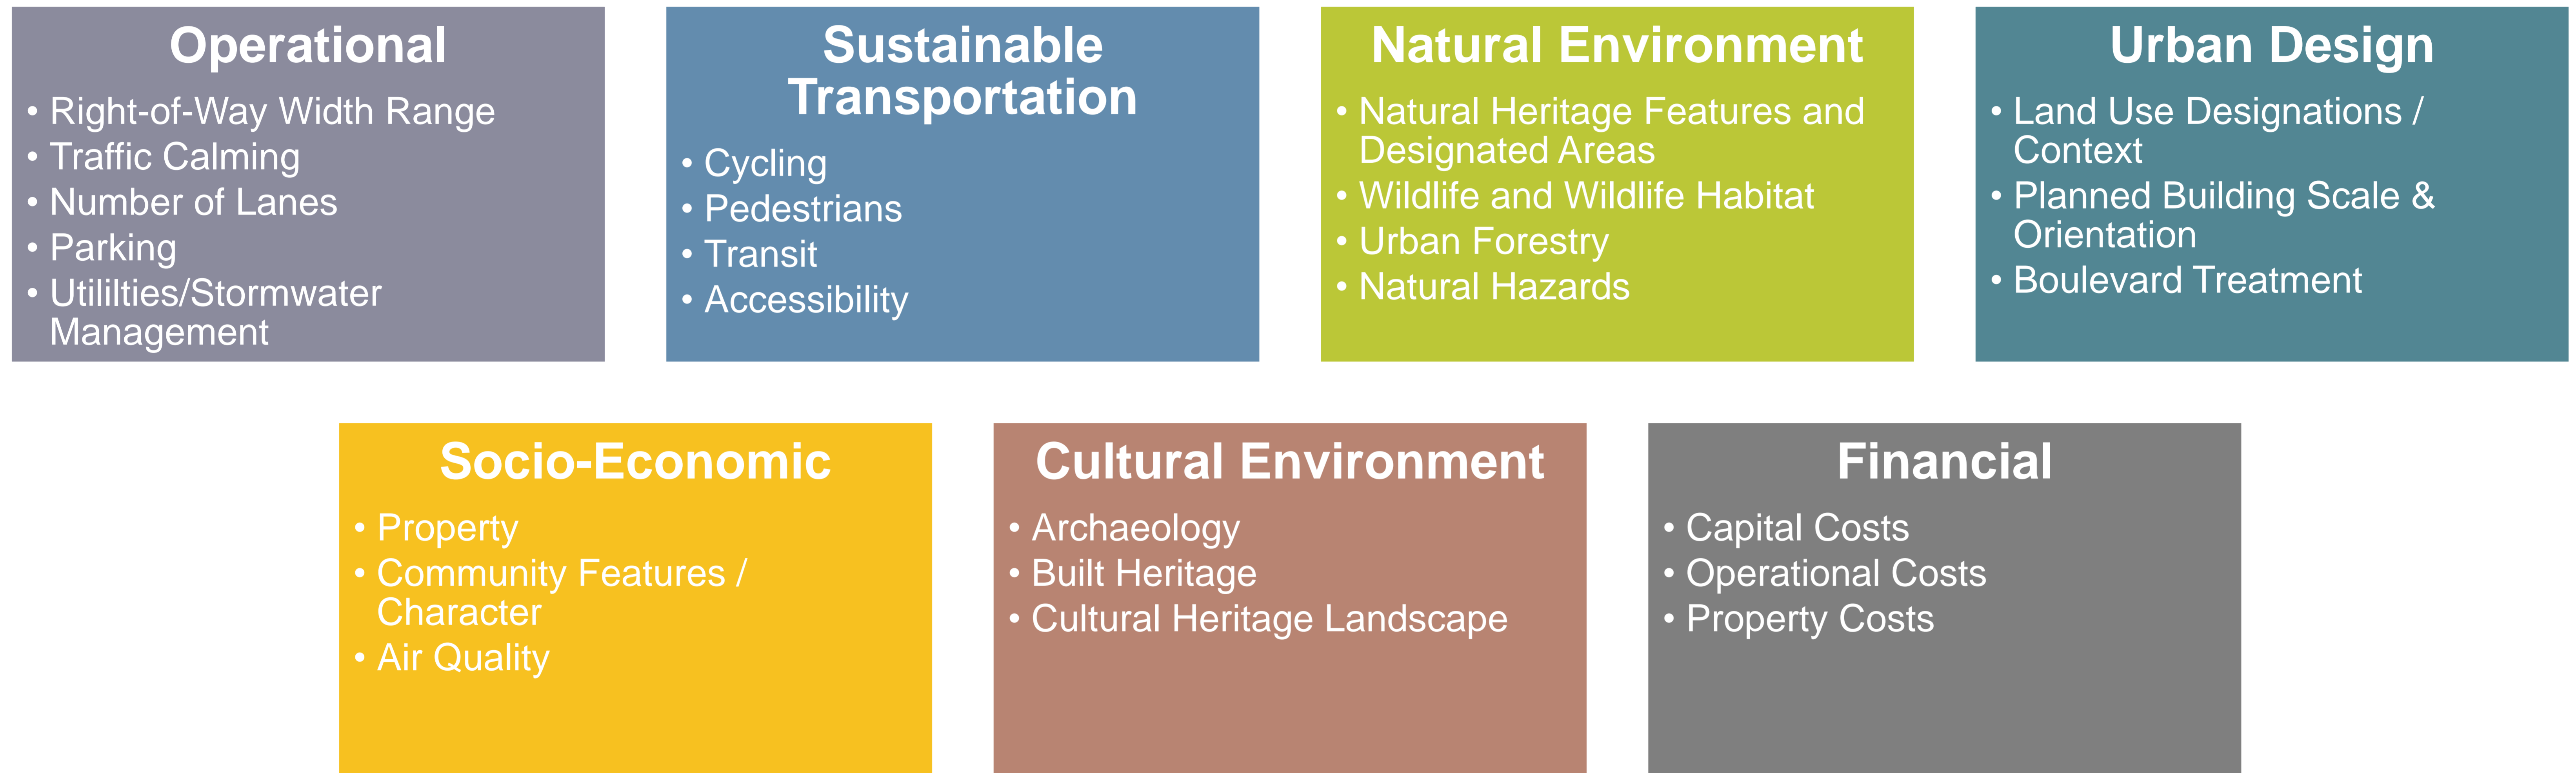 Operational
• Right-of-Way Width Range
• Traffic Calming
• Number of Lanes
• Parking
• Utililties/Stormwater
Management
Sustainable
Transportation
• Cycling
• Pedestrians
• Transit
• Accessibility
Natural Environment
• Natural Heritage Features and
Designated Areas
• Wildlife and Wildlife Habitat
• Urban Forestry
• Natural Hazards
Urban Design
• Land Use Designations /
Context
• Planned Building Scale &
Orientation
• Boulevard Treatment
Socio-Economic
• Property
• Community Features /
Character
• Air Quality
Cultural Environment
• Archaeology
• Built Heritage
• Cultural Heritage Landscape
Financial
• Capital Costs
• Operational Costs
• Property Costs